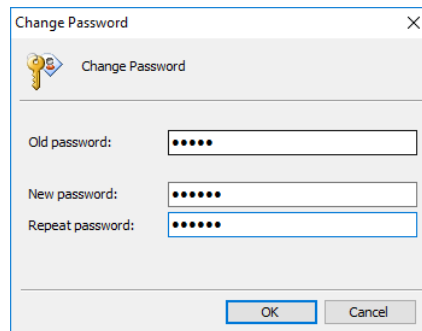 Change Password
Change Password
Old password: •••••
New password: ••••••
Repeat password: ••••••
OK Cancel